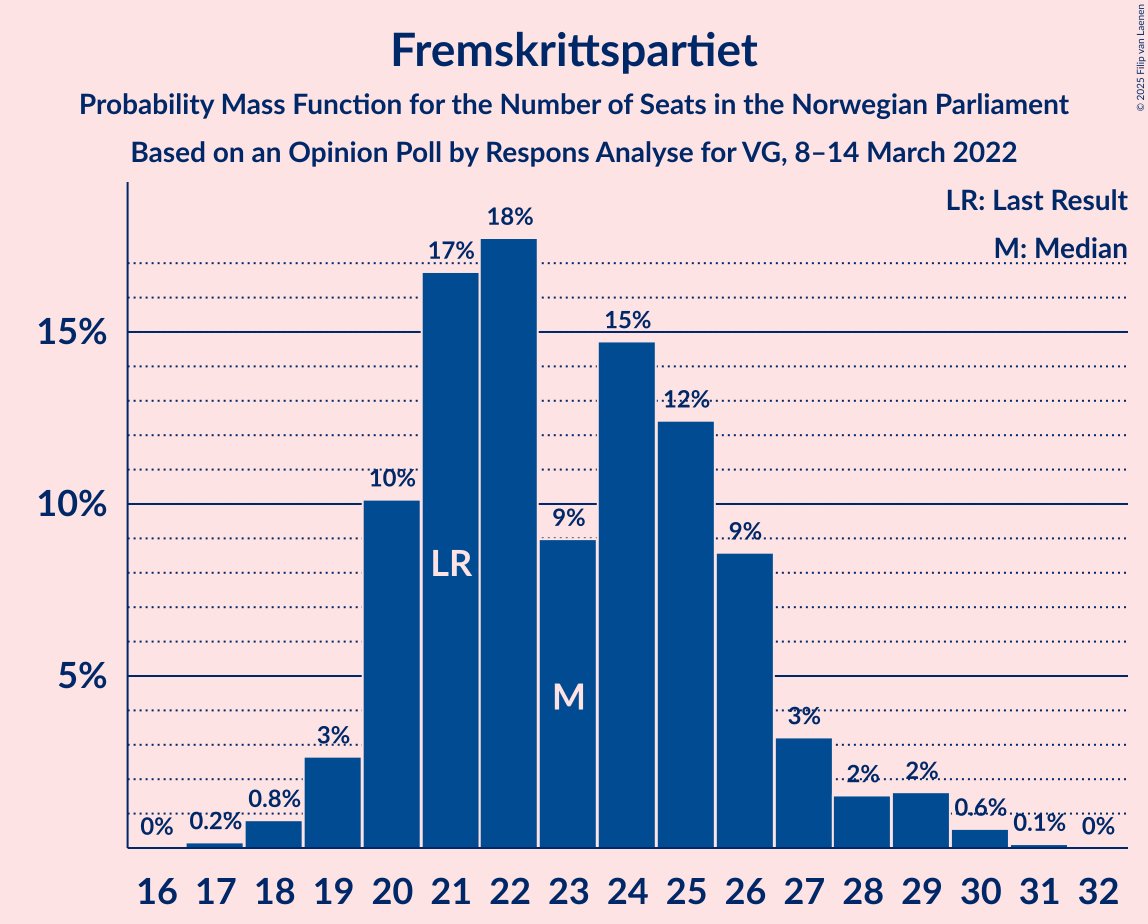 Fremskrittspartiet
Probability Mass Function for the Number of Seats in the Norwegian Parliament
Based on an Opinion Poll by Respons Analyse for VG, 8–14 March 2022
© 2025 Filip van Laenen
LR: Last Result
M: Median
15%
10%
5%
0%
0.2%
0.8%
3%
10%
17%
18%
9%
15%
12%
9%
3%
2%
2%
0.6%
0.1%
0%
LR
M
16 17 18 19 20 21 22 23 24 25 26 27 28 29 30 31 32